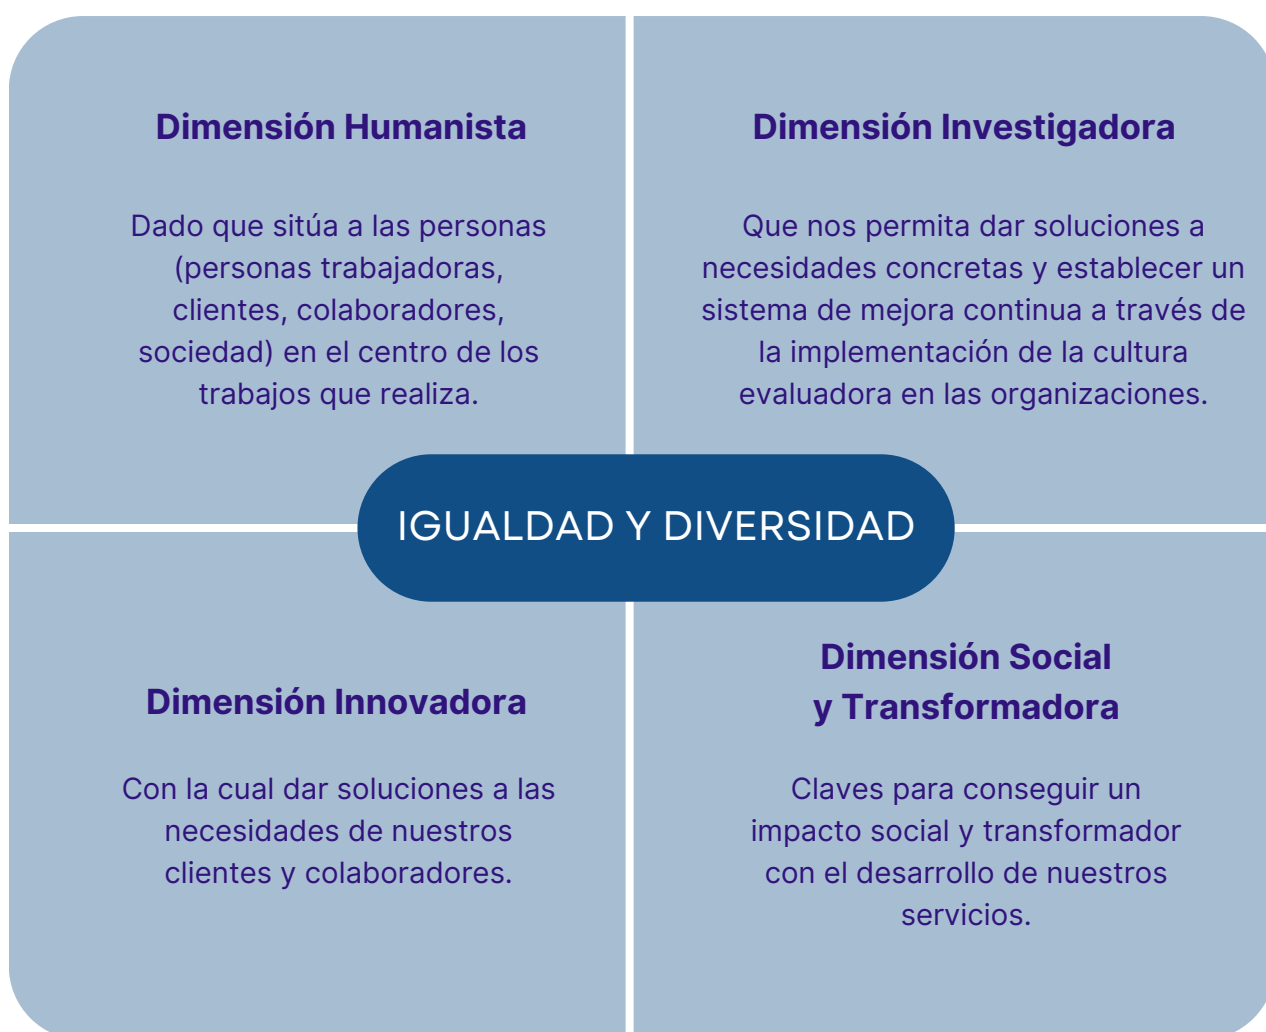 Dimensión Humanista
Dado que sitúa a las personas
(personas trabajadoras,
clientes, colaboradores,
sociedad) en el centro de los
trabajos que realiza.
Dimensión Investigadora
Que nos permita dar soluciones a
necesidades concretas y establecer un
sistema de mejora continua a través de
la implementación de la cultura
evaluadora en las organizaciones.
IGUALDAD Y DIVERSIDAD
Dimensión Innovadora
Con la cual dar soluciones a las
necesidades de nuestros
clientes y colaboradores.
Dimensión Social
y Transformadora
Claves para conseguir un
impacto social y transformador
con el desarrollo de nuestros
servicios.